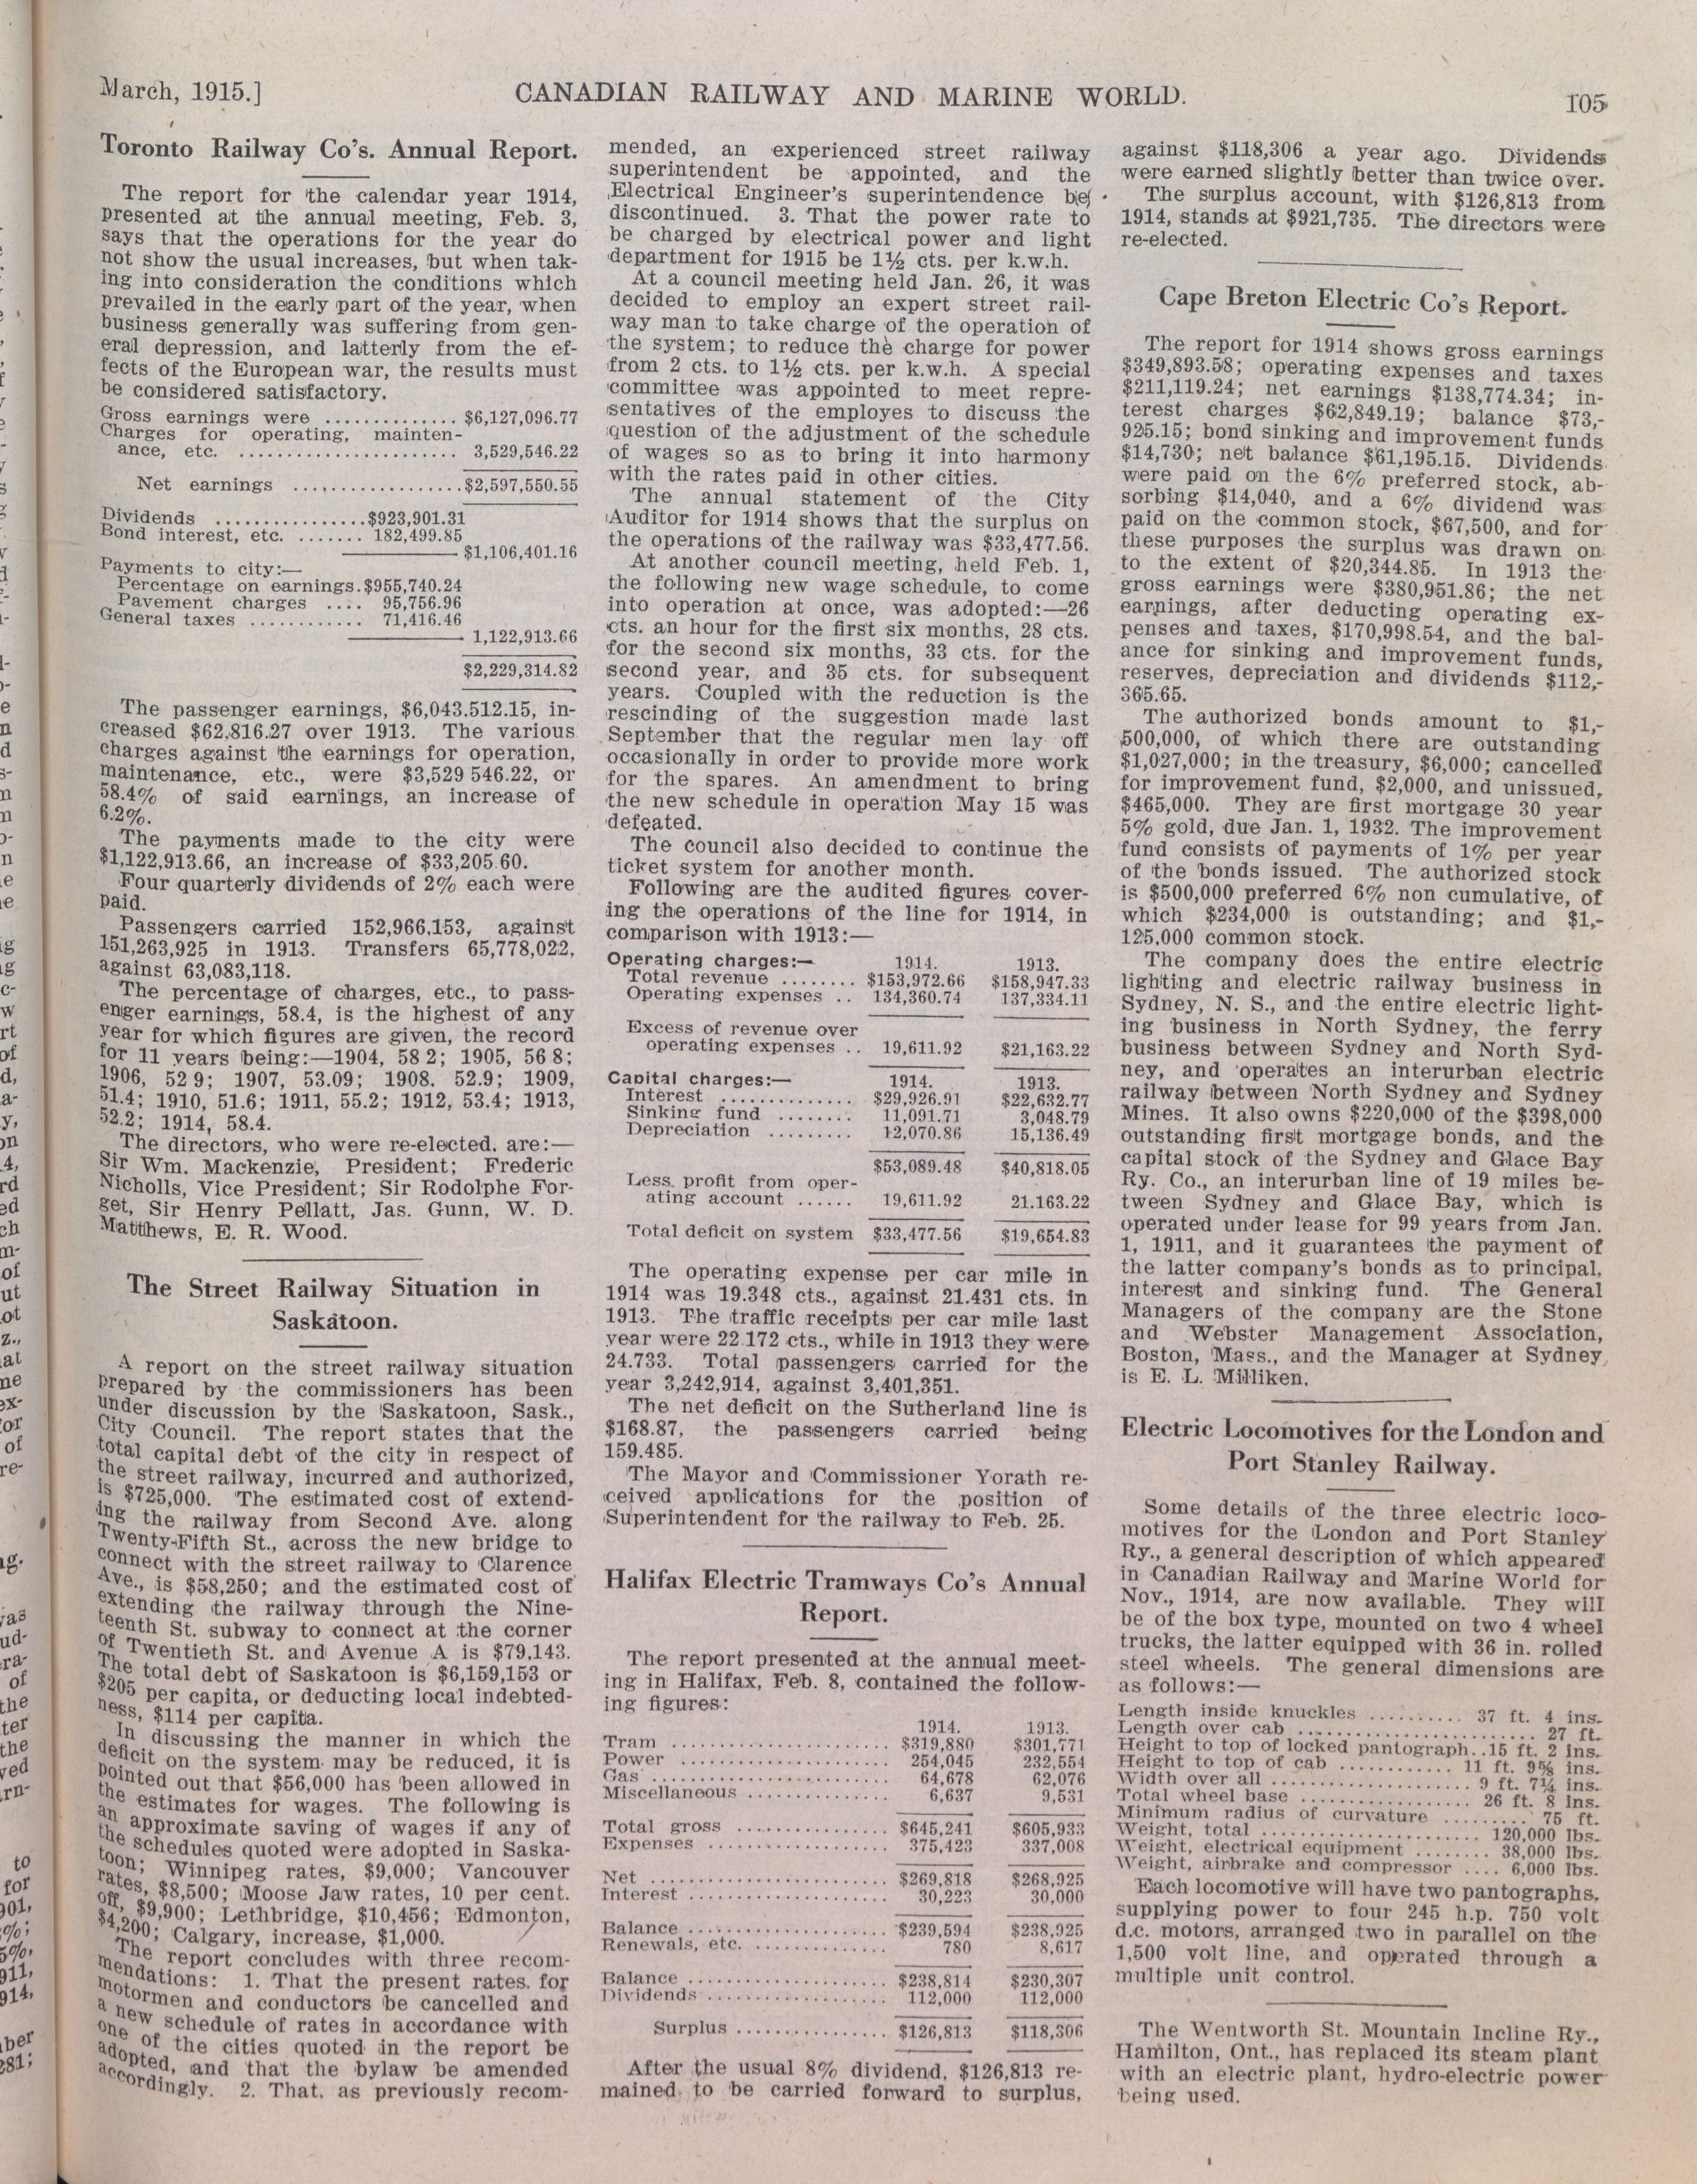 March, 1915.]
CANADIAN RAILWAY AND MARINE WORLD.
105
Toronto Railway Co's. Annual Report.
The report for the calendar year 1914,
presented at the annual meeting, Feb. 3,
says that the operations for the year do
not show the usual increases, but when tak-
ing into consideration the conditions which
prevailed in the early part of the year, when
business generally was suffering from gen-
eral depression, and latterly from the ef-
fects of the European war, the results must
be considered satisfactory.
Gross earnings were .............. $6,127,096.77
Charges for operating, mainten-
ance, etc. ........................ 3,529,546.22
Net earnings ...................$2,597,550.55
Dividends ................$923,901.31
Bond interest, etc. ....... 182,499.85
$1,106,401.16
Payments to city:—
Percentage on earnings.$955,740.24
Pavement charges .... 95,756.96
General taxes ............ 71,416.46
1,122,913.66
$2,229,314.82
The passenger earnings, $6,043.512.15, in-
creased $62,816.27 over 1913. The various
charges against the earnings for operation,
maintenance, etc., were $3,529 546.22, or
58.4% of said earnings, an increase of
6.2%.
The payments made to the city were
$1,122,913.66, an increase of $33,205.60.
Four quarterly dividends of 2% each were
paid.
Passengers carried 152,966,153, against
151,263,925 in 1913. Transfers 65,778,022,
against 63,083,118.
The percentage of charges, etc., to pass-
enger earnings, 58.4, is the highest of any
year for which figures are given, the record
for 11 years being:—1904, 58 2; 1905, 56 8;
1906, 52 9; 1907, 53.09; 1908. 52.9; 1909,
51.4; 1910, 51.6; 1911, 55.2; 1912, 53.4; 1913,
52.2; 1914, 58.4.
The directors, who were re-elected. are:—
Sir Wm. Mackenzie, President; Frederic
Nicholls, Vice President; Sir Rodolphe For-
get, Sir Henry Pellatt, Jas. Gunn, W. D.
Matthews, E. R. Wood.
The Street Railway Situation in
Saskatoon.
A report on the street railway situation
prepared by the commissioners has been
under discussion by the Saskatoon, Sask.,
City Council. The report states that the
total capital debt of the city in respect of
the street railway, incurred and authorized,
is $725,000. The estimated cost of extend-
ing the railway from Second Ave. along
Twenty-Fifth St., across the new bridge to
connect with the street railway to Clarence
Ave., is $58,250; and the estimated cost of
extending the railway through the Nine-
teenth St. subway to connect at the corner
of Twentieth St. and Avenue A is $79,143.
The total debt of Saskatoon is $6,159,153 or
$205 per capita, or deducting local indebted-
ness, $114 per capita.
In discussing the manner in which the
deficit on the system may be reduced, it is
pointed out that $56,000 has been allowed in
the estimates for wages. The following is
an approximate saving of wages if any of
the schedules quoted were adopted in Saska-
toon; Winnipeg rates, $9,000; Vancouver
rates, $8,500; Moose Jaw rates, 10 per cent.
off, $9,900; Lethbridge, $10,456; Edmonton,
$4,200; Calgary, increase, $1,000.
The report concludes with three recom-
mendations: 1. That the present rates for
motormen and conductors be cancelled and
a new schedule of rates in accordance with
one of the cities quoted in the report be
adopted, and that the bylaw be amended
accordingly. 2. That, as previously recom-
mended, an experienced street railway
superintendent be appointed, and the
Electrical Engineer's superintendence be
discontinued. 3. That the power rate to
be charged by electrical power and light
department for 1915 be 1½ cts. per k.w.h.
At a council meeting held Jan. 26, it was
decided to employ an expert street rail-
way man to take charge of the operation of
the system; to reduce the charge for power
from 2 cts. to 1½ cts. per k.w.h. A special
committee was appointed to meet repre-
sentatives of the employes to discuss the
question of the adjustment of the schedule
of wages so as to bring it into harmony
with the rates paid in other cities.
The annual statement of the City
Auditor for 1914 shows that the surplus on
the operations of the railway was $33,477.56.
At another council meeting, held Feb. 1,
the following new wage schedule, to come
into operation at once, was adopted:—26
cts. an hour for the first six months, 28 cts.
for the second six months, 33 cts. for the
second year, and 35 cts. for subsequent
years. Coupled with the reduction is the
rescinding of the suggestion made last
September that the regular men lay off
occasionally in order to provide more work
for the spares. An amendment to bring
the new schedule in operation May 15 was
defeated.
The council also decided to continue the
ticket system for another month.
Following are the audited figures cover-
ing the operations of the line for 1914, in
comparison with 1913:—
Operating charges:— 1914. 1913.
Total revenue ........ $153,972.66 $158,947.33
Operating expenses .. 134,360.74 137,334.11
Excess of revenue over
operating expenses .. 19,611.92 $21,163.22
Capital charges:— 1914. 1913.
Interest .............. $29,926.91 $22,632.77
Sinking fund ........ 11,091.71 3,048.79
Depreciation ......... 12,070.86 15,136.49
$53,089.48 $40,818.05
Less profit from oper-
ating account ...... 19,611.92 21.163.22
Total deficit on system $33,477.56 $19,654.83
The operating expense per car mile in
1914 was 19.348 cts., against 21.431 cts. in
1913. The traffic receipts per car mile last
year were 22.172 cts., while in 1913 they were
24.733. Total passengers carried for the
year 3,242,914, against 3,401,351.
The net deficit on the Sutherland line is
$168.87, the passengers carried being
159.485.
The Mayor and Commissioner Yorath re-
ceived applications for the position of
Superintendent for the railway to Feb. 25.
Halifax Electric Tramways Co's Annual
Report.
The report presented at the annual meet-
ing in Halifax, Feb. 8, contained the follow-
ing figures:
1914. 1913.
Tram ........................ $319,880 $301,771
Power ....................... 254,045 232,554
Gas .......................... 64,678 62,076
Miscellaneous ............... 6,637 9,531
Total gross ................ $645,241 $605,933
Expenses .................... 375,423 337,008
Net .......................... $269,818 $268,925
Interest ...................... 30,223 30,000
Balance ...................... $239,594 $238,925
Renewals, etc. ............... 780 8,617
Balance ...................... $238,814 $230,307
Dividends .................... 112,000 112,000
Surplus ................ $126,813 $118,306
After the usual 8% dividend, $126,813 re-
mained to be carried forward to surplus,
against $118,306 a year ago. Dividends
were earned slightly better than twice over.
The surplus account, with $126,813 from
1914, stands at $921,735. The directors were
re-elected.
Cape Breton Electric Co's Report.
The report for 1914 shows gross earnings
$349,893.58; operating expenses and taxes
$211,119.24; net earnings $138,774.34; in-
terest charges $62,849.19; balance $73,-
925.15; bond sinking and improvement funds
$14,730; net balance $61,195.15. Dividends
were paid on the 6% preferred stock, ab-
sorbing $14,040, and a 6% dividend was
paid on the common stock, $67,500, and for
these purposes the surplus was drawn on
to the extent of $20,344.85. In 1913 the
gross earnings were $380,951.86; the net
earnings, after deducting operating ex-
penses and taxes, $170,998.54, and the bal-
ance for sinking and improvement funds,
reserves, depreciation and dividends $112,-
365.65.
The authorized bonds amount to $1,-
500,000, of which there are outstanding
$1,027,000; in the treasury, $6,000; cancelled
for improvement fund, $2,000, and unissued,
$465,000. They are first mortgage 30 year
5% gold, due Jan. 1, 1932. The improvement
fund consists of payments of 1% per year
of the bonds issued. The authorized stock
is $500,000 preferred 6% non cumulative, of
which $234,000 is outstanding; and $1,-
125,000 common stock.
The company does the entire electric
lighting and electric railway business in
Sydney, N. S., and the entire electric light-
ing business in North Sydney, the ferry
business between Sydney and North Syd-
ney, and operates an interurban electric
railway between North Sydney and Sydney
Mines. It also owns $220,000 of the $398,000
outstanding first mortgage bonds, and the
capital stock of the Sydney and Glace Bay
Ry. Co., an interurban line of 19 miles be-
tween Sydney and Glace Bay, which is
operated under lease for 99 years from Jan.
1, 1911, and it guarantees the payment of
the latter company's bonds as to principal,
interest and sinking fund. The General
Managers of the company are the Stone
and Webster Management Association,
Boston, Mass., and the Manager at Sydney
is E. L. Milliken.
Electric Locomotives for the London and
Port Stanley Railway.
Some details of the three electric loco-
motives for the London and Port Stanley
Ry., a general description of which appeared
in Canadian Railway and Marine World for
Nov., 1914, are now available. They will
be of the box type, mounted on two 4 wheel
trucks, the latter equipped with 36 in. rolled
steel wheels. The general dimensions are
as follows:—
Length inside knuckles .......... 37 ft. 4 ins.
Length over cab ........................ 27 ft.
Height to top of locked pantograph..15 ft. 2 ins.
Height to top of cab ............ 11 ft. 9⅝ ins.
Width over all ..................... 9 ft. 7¼ ins.
Total wheel base .................. 26 ft. 8 ins.
Minimum radius of curvature ......... 75 ft.
Weight, total ........................ 120,000 lbs.
Weight, electrical equipment ........ 38,000 lbs.
Weight, airbrake and compressor .... 6,000 lbs.
Each locomotive will have two pantographs,
supplying power to four 245 h.p. 750 volt
d.c. motors, arranged two in parallel on the
1,500 volt line, and operated through a
multiple unit control.
The Wentworth St. Mountain Incline Ry.,
Hamilton, Ont., has replaced its steam plant
with an electric plant, hydro-electric power
being used.